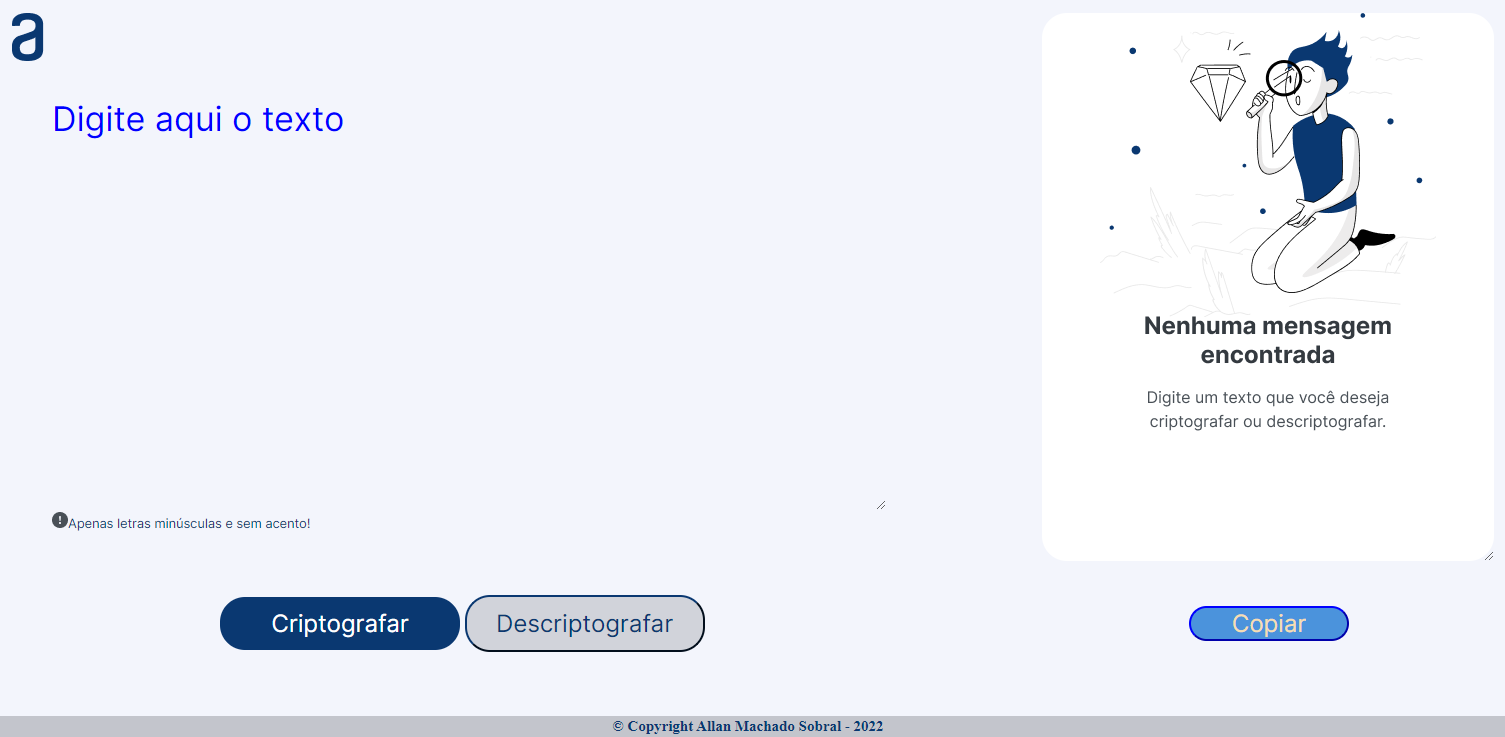 a
Digite aqui o texto
Apenas letras minúsculas e sem acento!
Criptografar
Descriptografar
Nenhuma mensagem
encontrada
Digite um texto que você deseja
criptografar ou descriptografar.
Copiar
© Copyright Allan Machado Sobral - 2022